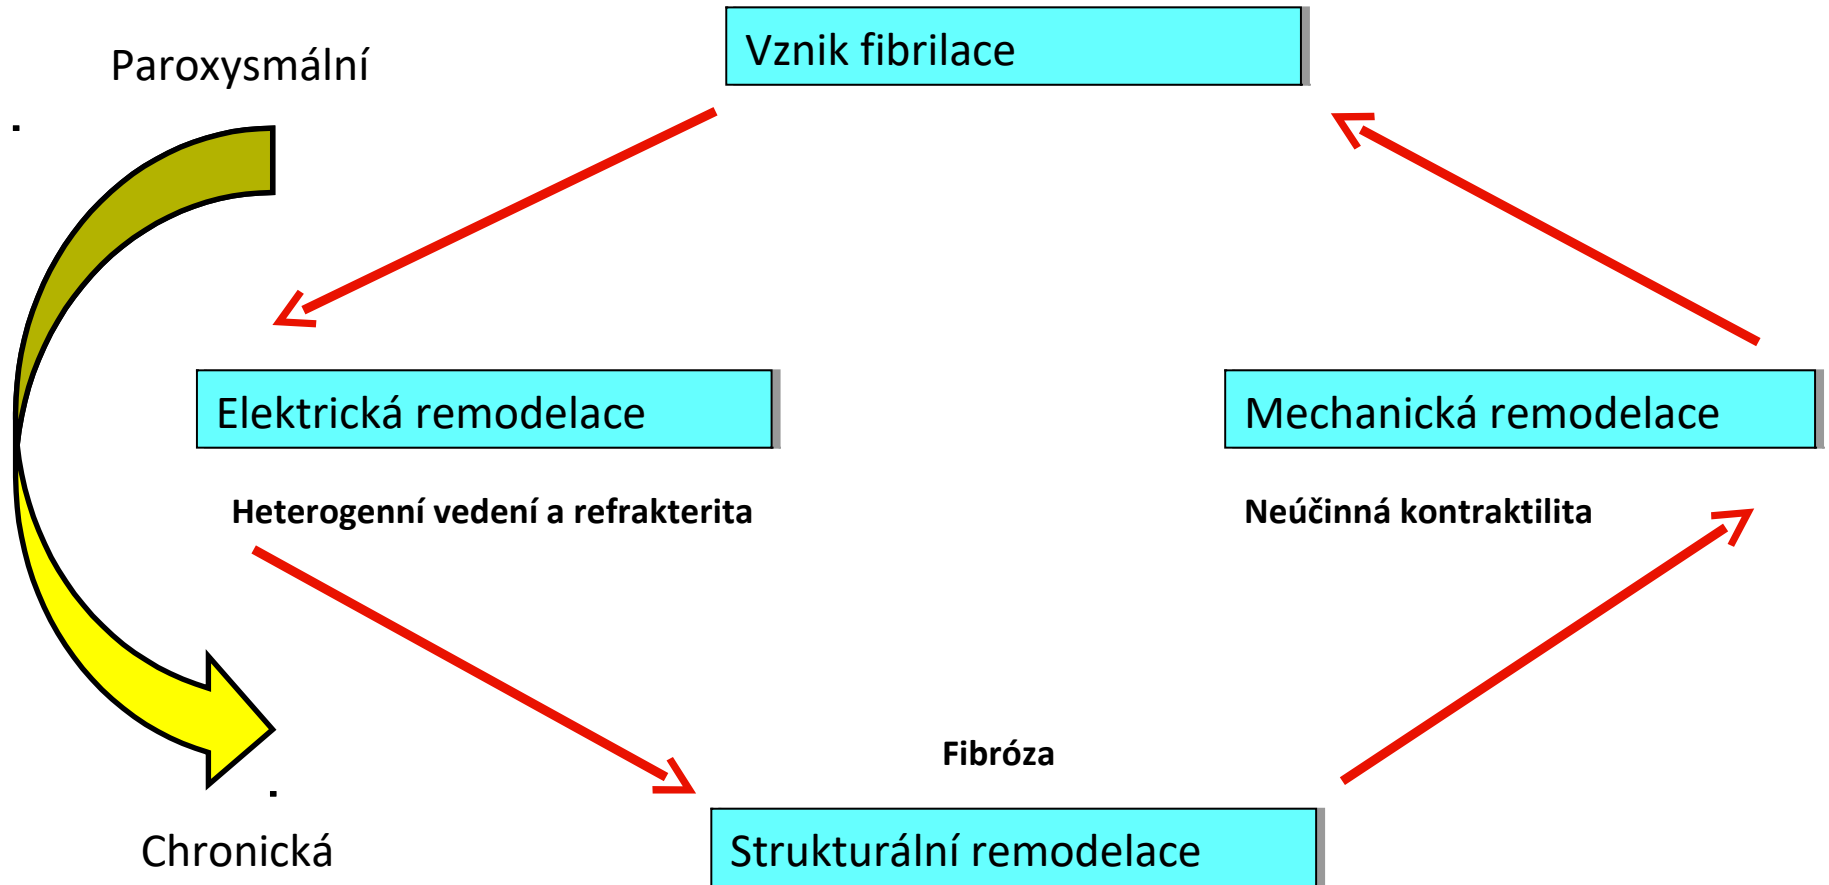 Vznik fibrilace
Paroxysmální
Elektrická remodelace
Mechanická remodelace
Heterogenní vedení a refrakterita
Neúčinná kontraktilita
Fibróza
Chronická
Strukturální remodelace